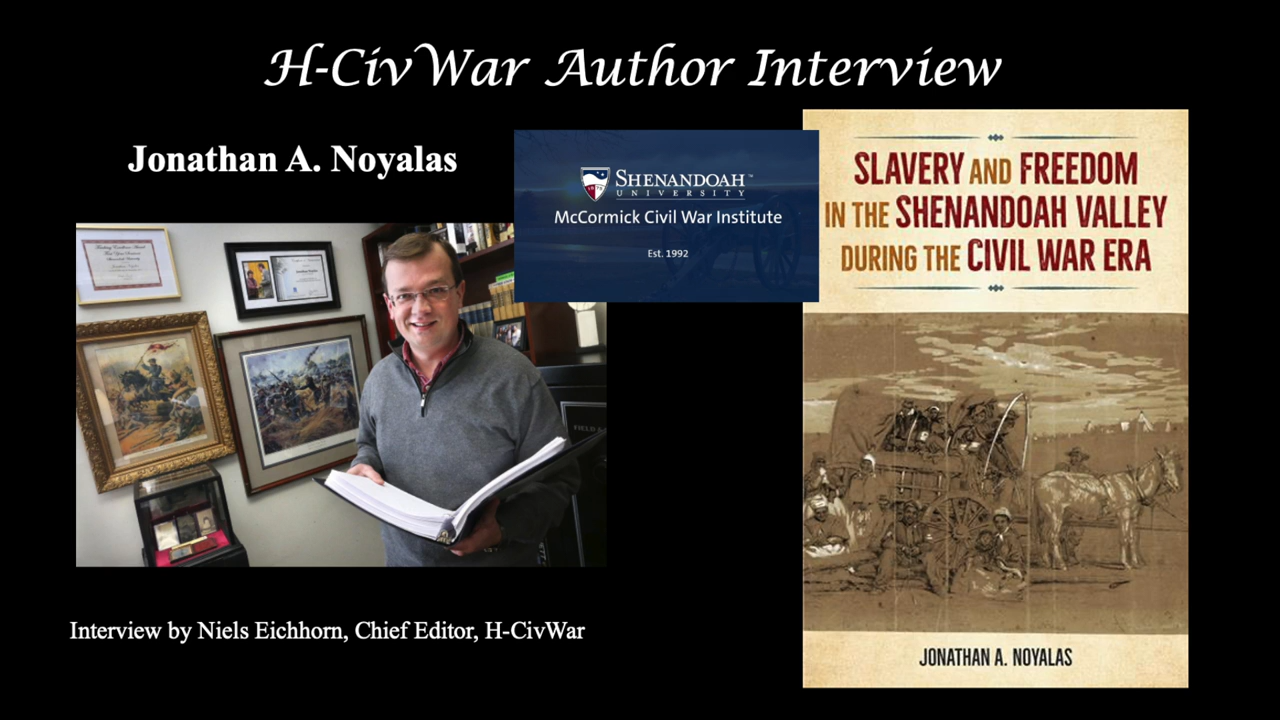 H-CivWar Author Interview
Jonathan A. Noyalas
SHENANDOAH™
UNIVERSITY
McCormick Civil War Institute
Est. 1992
SLAVERY AND FREEDOM
IN THE SHENANDOAH VALLEY
DURING THE CIVIL WAR ERA
JONATHAN A. NOYALAS
Interview by Niels Eichhorn, Chief Editor, H-CivWar